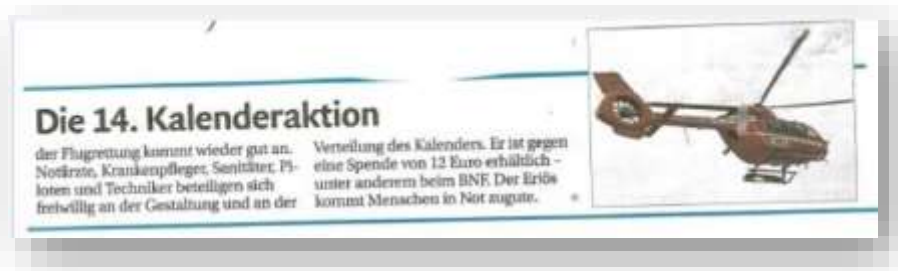 Die 14. Kalenderaktion
der Flugrettung kommt wieder gut an.
Notärzte, Krankenpfleger, Sanitäter, Pi-
loten und Techniker beteiligen sich
freiwillig an der Gestaltung und an der
Verteilung des Kalenders. Er ist gegen
eine Spende von 12 Euro erhältlich –
unter anderem beim BNF. Der Erlös
kommt Menschen in Not zugute.